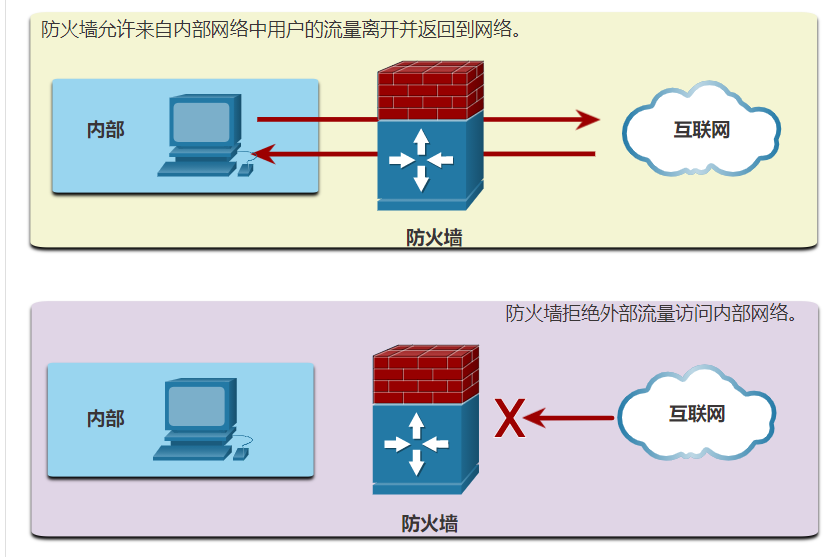 防火墙允许来自内部网络中用户的流量离开并返回到网络。
内部
互联网
防火墙
防火墙拒绝外部流量访问内部网络。
内部
X
互联网
防火墙